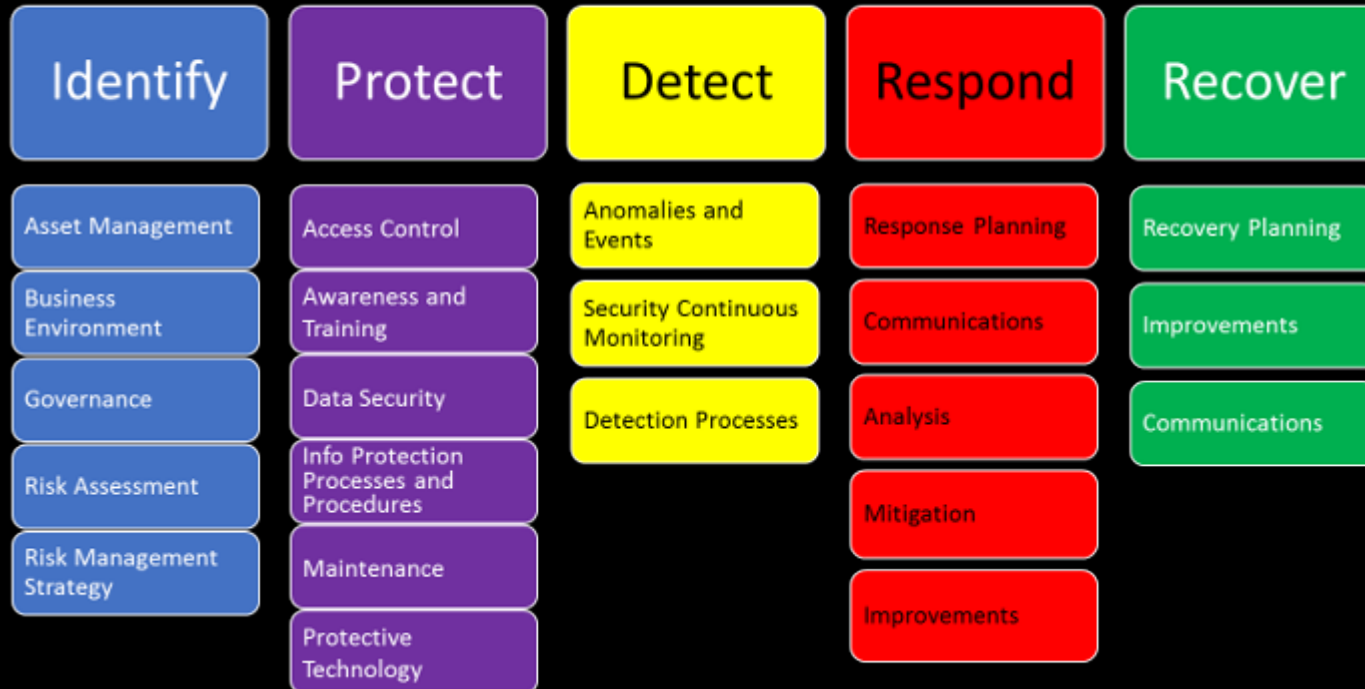 Identify
Asset Management
Business
Environment
Governance
Risk Assessment
Risk Management
Strategy
Protect
Access Control
Awareness and
Training
Data Security
Info Protection
Processes and
Procedures
Maintenance
Protective
Technology
Detect
Anomalies and
Events
Security Continuous
Monitoring
Detection Processes
Respond
Response Planning
Communications
Analysis
Mitigation
Improvements
Recover
Recovery Planning
Improvements
Communications